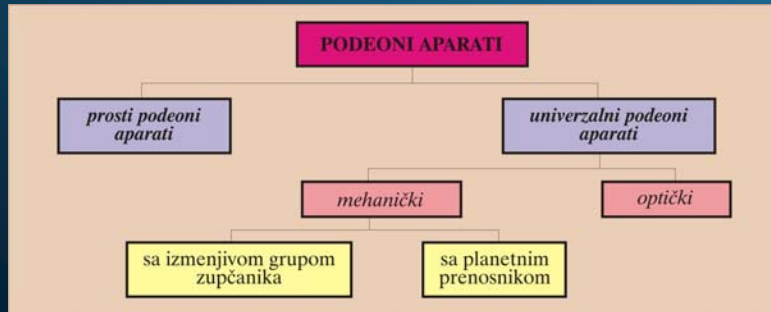 PODEONI APARATI
prosti podeoni
aparati
univerzalni podeoni
aparati
mehanički
optički
sa izmenjivom grupom
zupčanika
sa planetnim
prenosnikom